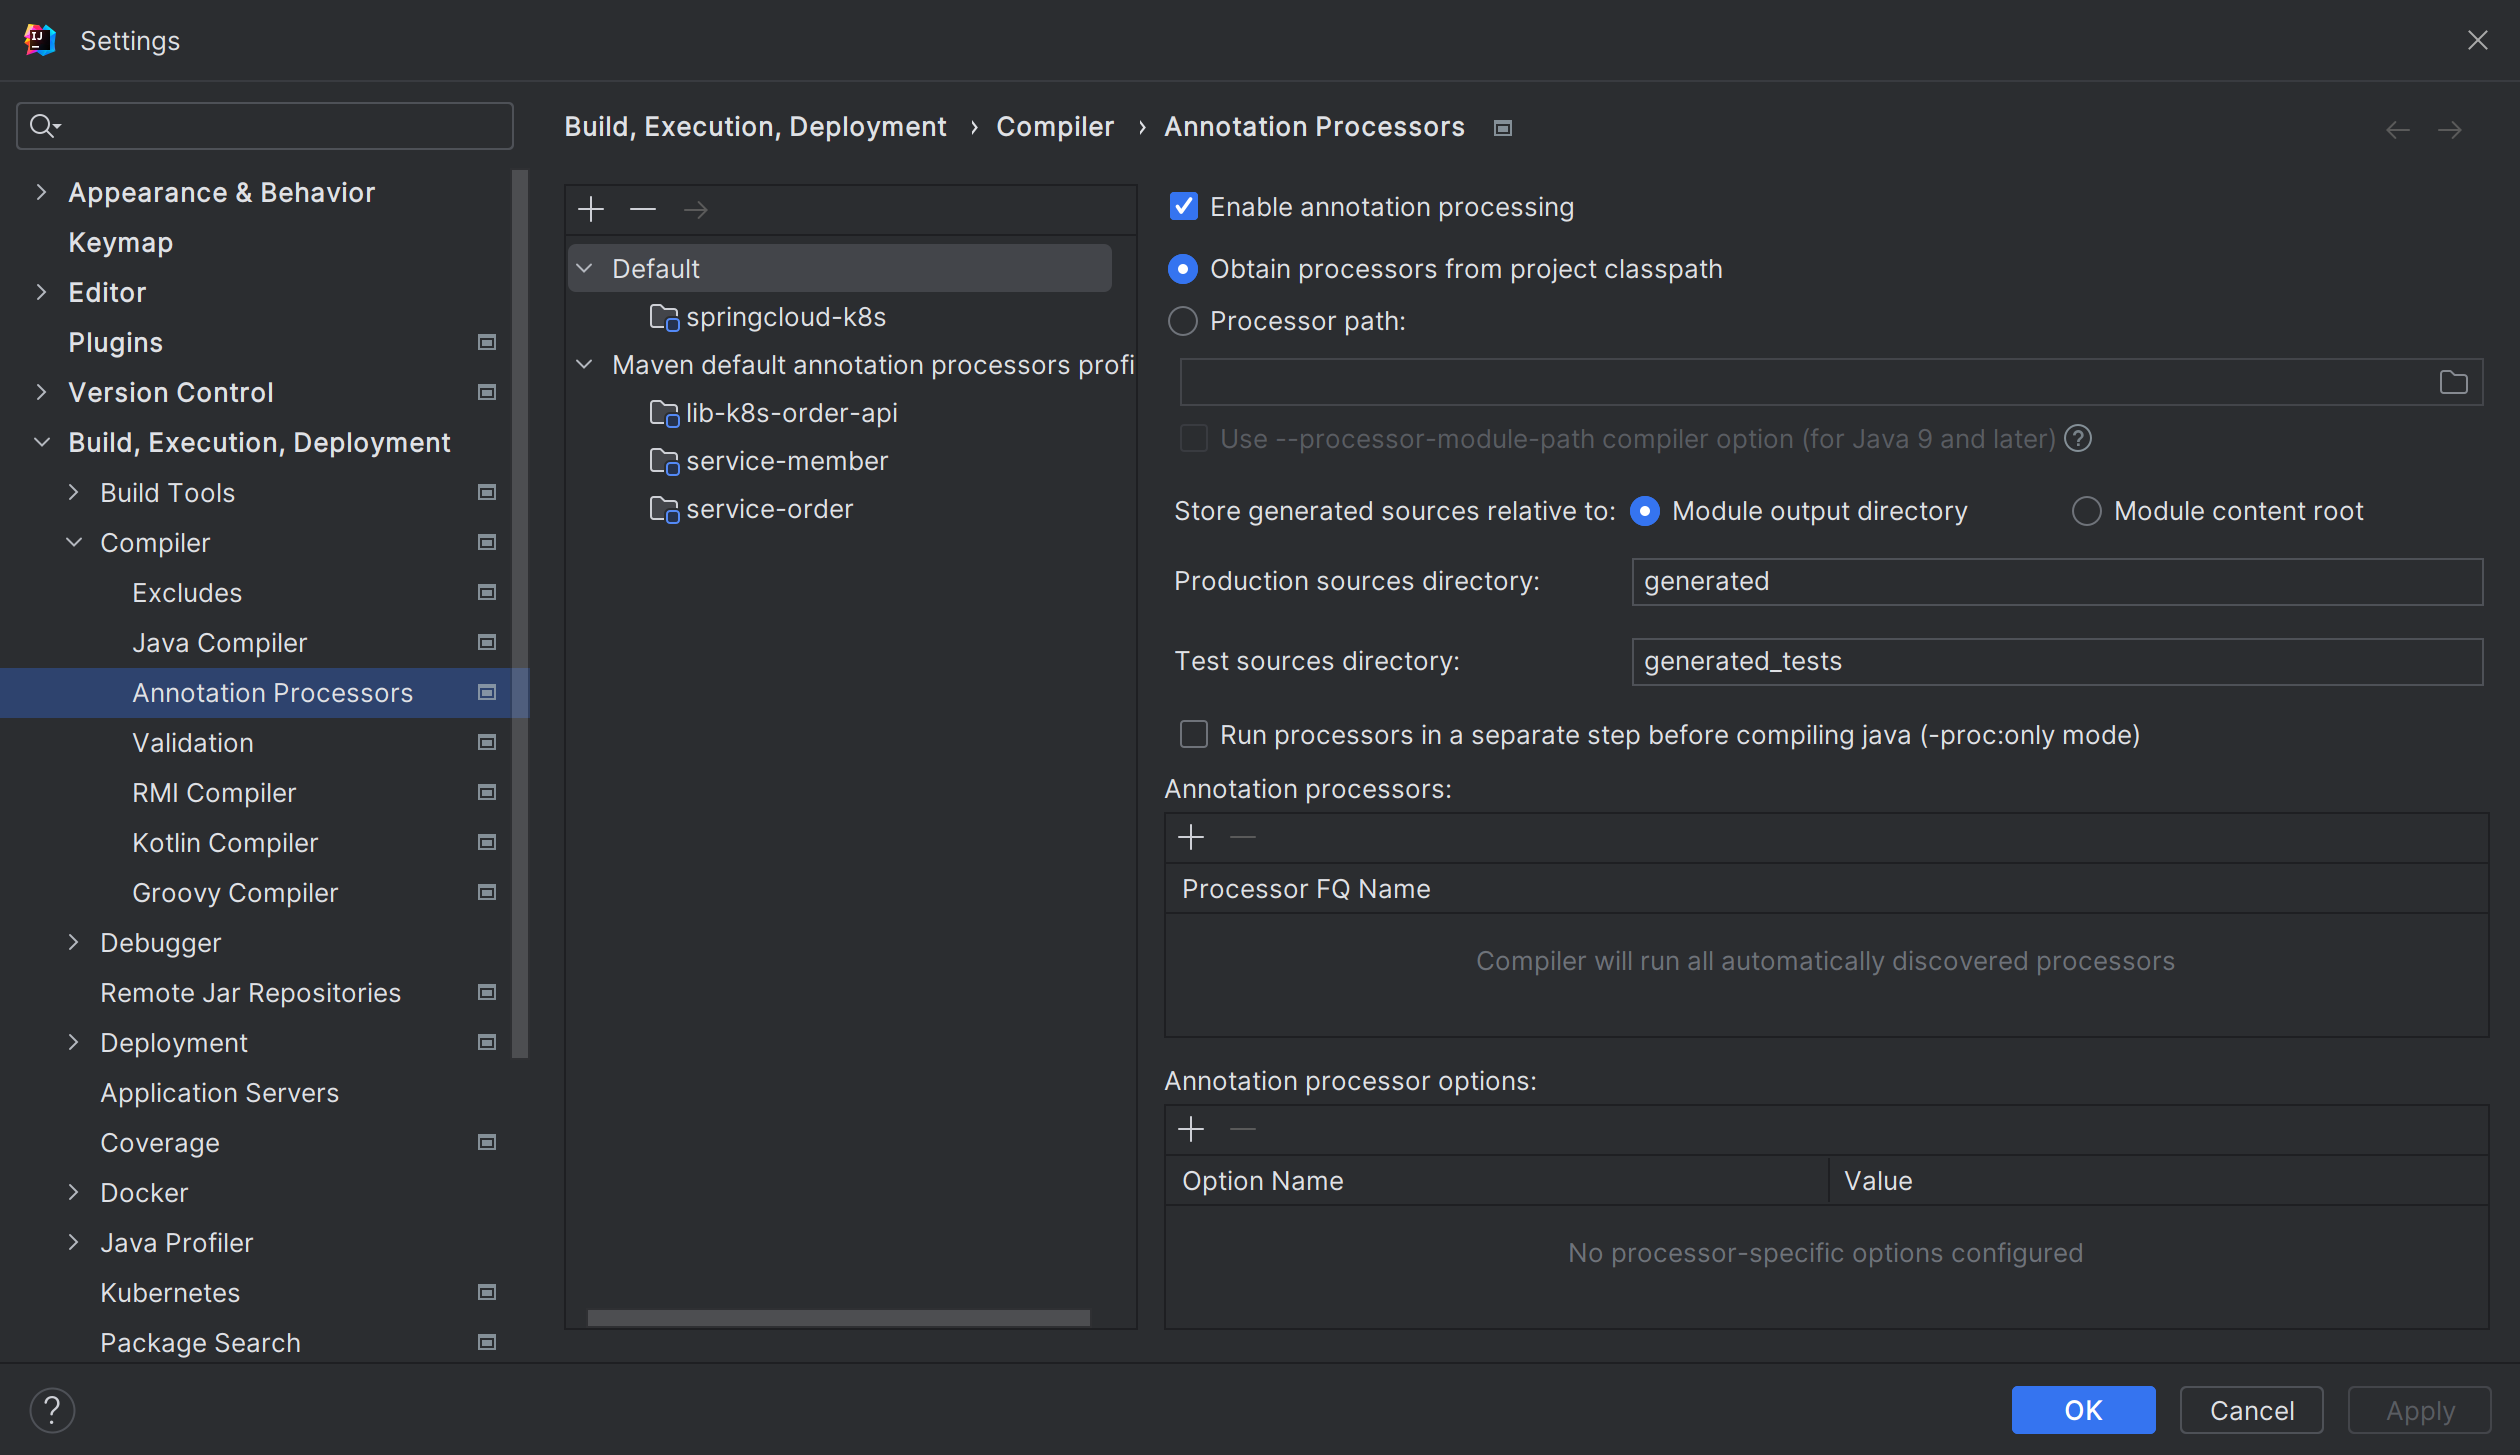 Settings
Build, Execution, Deployment › Compiler › Annotation Processors
Appearance & Behavior
Keymap
Editor
Plugins
Version Control
Build, Execution, Deployment
Build Tools
Compiler
Excludes
Java Compiler
Annotation Processors
Validation
RMI Compiler
Kotlin Compiler
Groovy Compiler
Debugger
Remote Jar Repositories
Deployment
Application Servers
Coverage
Docker
Java Profiler
Kubernetes
Package Search
Default
springcloud-k8s
Maven default annotation processors profi
lib-k8s-order-api
service-member
service-order
Enable annotation processing
Obtain processors from project classpath
Processor path:
Use --processor-module-path compiler option (for Java 9 and later) ?
Store generated sources relative to: Module output directory Module content root
Production sources directory: generated
Test sources directory: generated_tests
Run processors in a separate step before compiling java (-proc:only mode)
Annotation processors:
Processor FQ Name
Compiler will run all automatically discovered processors
Annotation processor options:
Option Name Value
No processor-specific options configured
? OK Cancel Apply